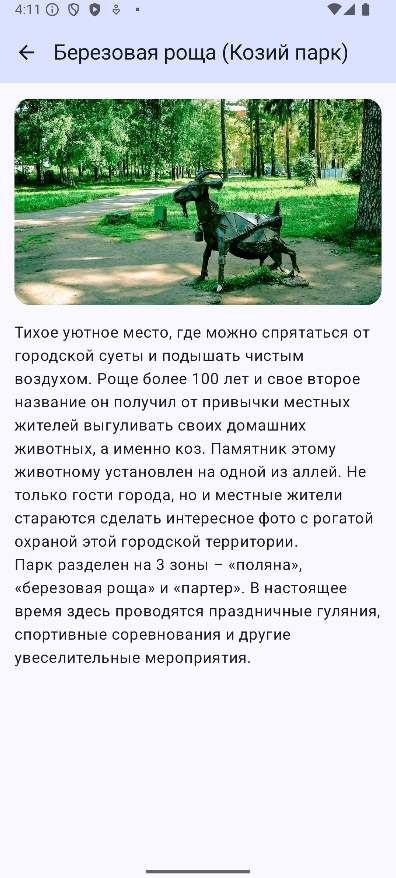 4:11
Березовая роща (Козий парк)
Тихое уютное место, где можно спрятаться от
городской суеты и подышать чистым
воздухом. Роще более 100 лет и свое второе
название он получил от привычки местных
жителей выгуливать своих домашних
животных, а именно коз. Памятник этому
животному установлен на одной из аллей. Не
только гости города, но и местные жители
стараются сделать интересное фото с рогатой
охраной этой городской территории.
Парк разделен на 3 зоны – «поляна»,
«березовая роща» и «партер». В настоящее
время здесь проводятся праздничные гуляния,
спортивные соревнования и другие
увеселительные мероприятия.